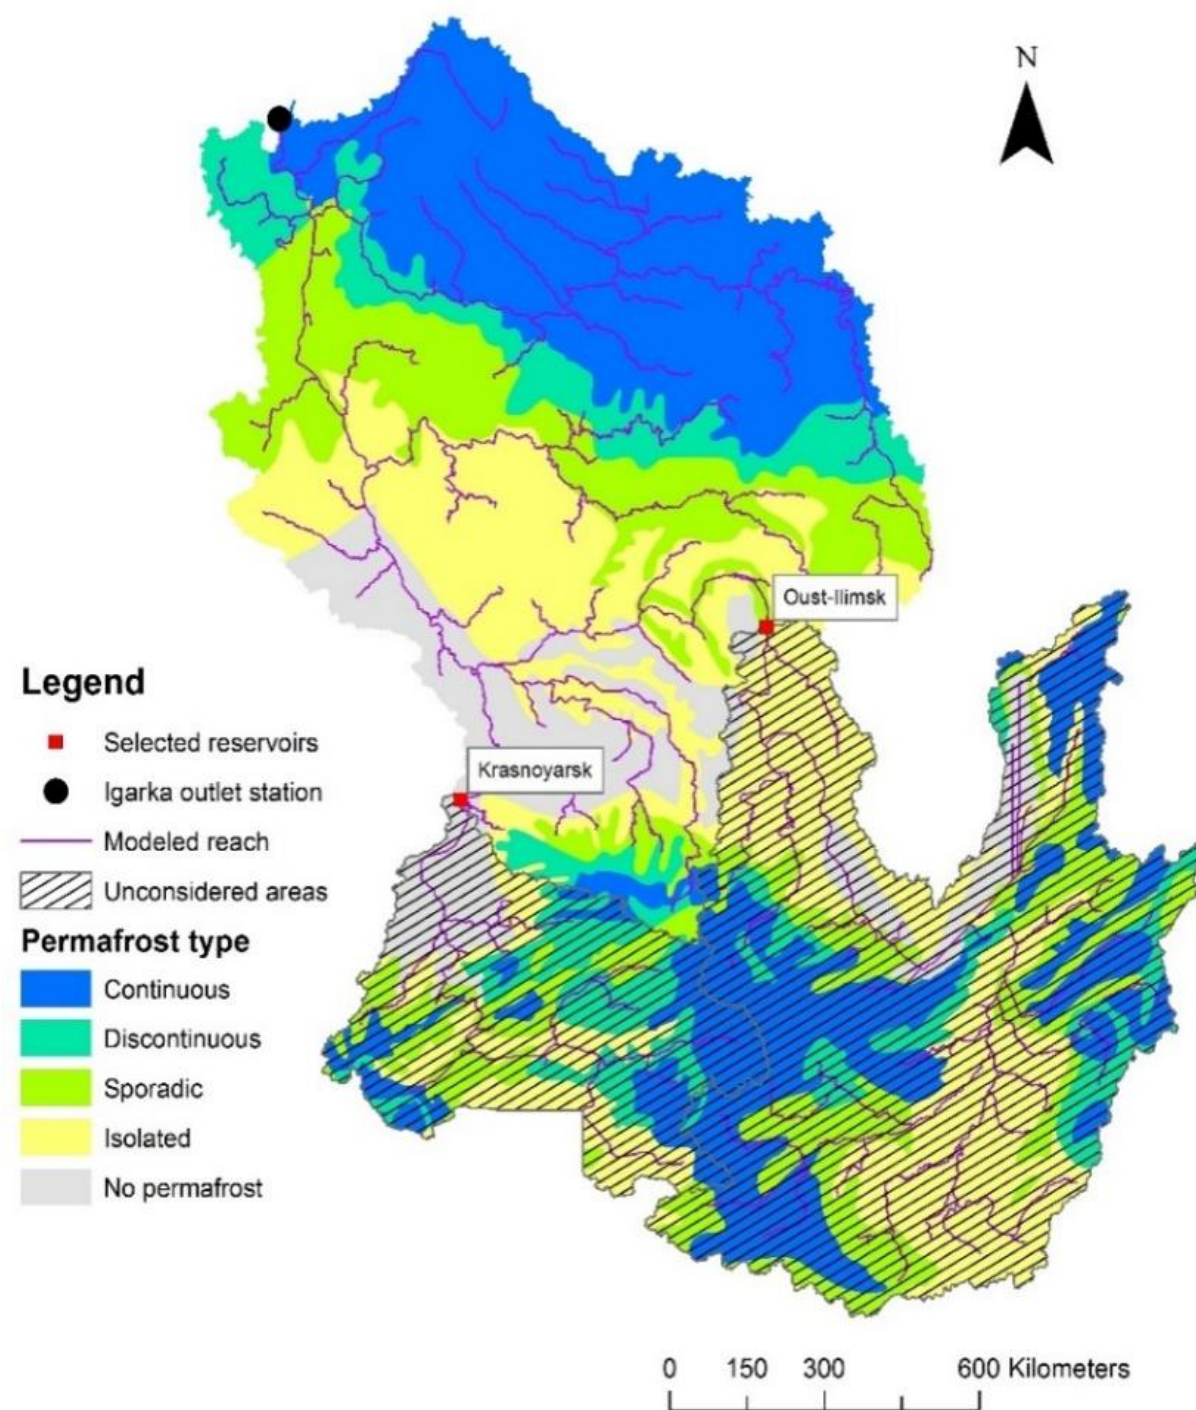 N
Oust-Ilimsk
Krasnoyarsk
Legend
Selected reservoirs
Igarka outlet station
Modeled reach
Unconsidered areas
Permafrost type
Continuous
Discontinuous
Sporadic
Isolated
No permafrost
0 150 300 600 Kilometers